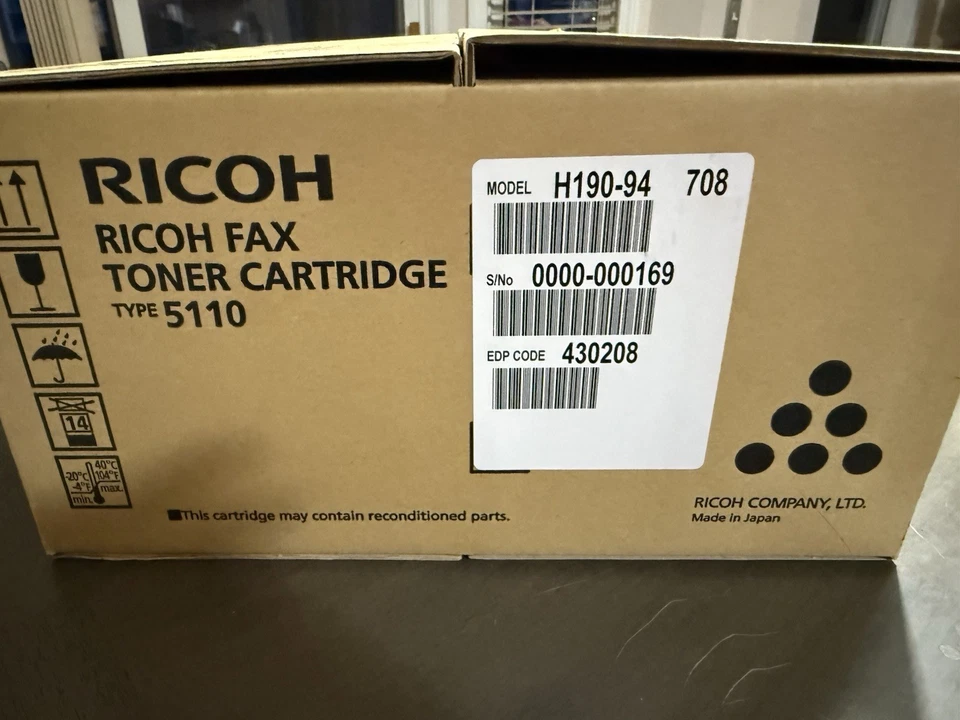 RICOH
RICOH FAX
TONER CARTRIDGE
TYPE 5110
MODEL H190-94 708
S/No 0000-000169
EDP CODE 430208
14
40°C
-20°C 104°F
-4°F max.
min.
This cartridge may contain reconditioned parts.
RICOH COMPANY, LTD.
Made in Japan